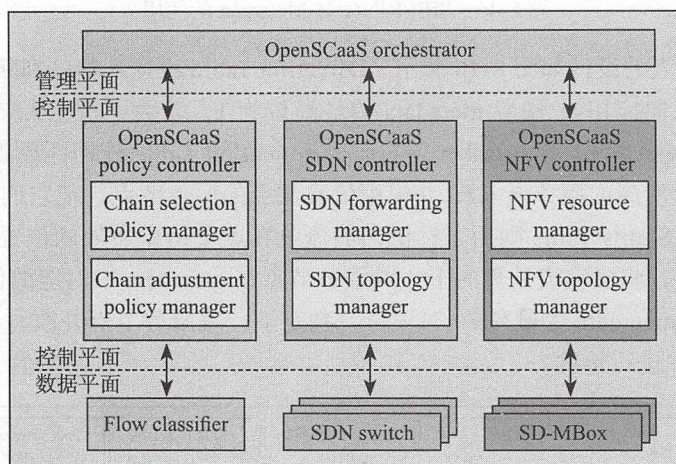 OpenSCaaS orchestrator
管理平面
控制平面
OpenSCaaS
policy controller
OpenSCaaS
SDN controller
OpenSCaaS
NFV controller
Chain selection
policy manager
SDN forwarding
manager
NFV resource
manager
Chain adjustment
policy manager
SDN topology
manager
NFV topology
manager
控制平面
数据平面
Flow classifier
SDN switch
SD-MBox